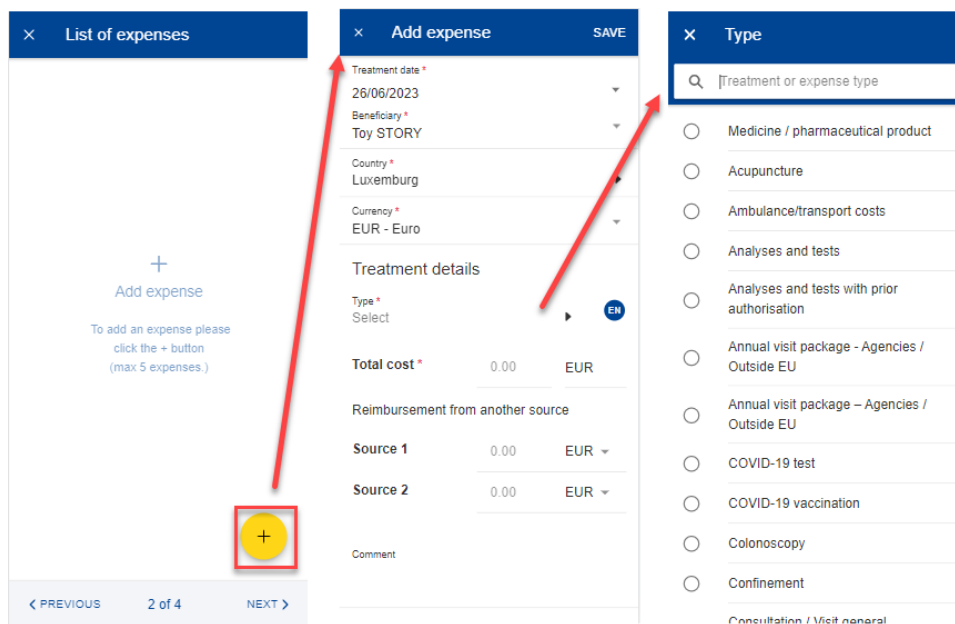 × List of expenses
+
Add expense
To add an expense please
click the + button
(max 5 expenses.)
+
PREVIOUS 2 of 4 NEXT
× Add expense SAVE
Treatment date *
26/06/2023
Beneficiary *
Toy STORY
Country *
Luxemburg
Currency *
EUR - Euro
Treatment details
Type *
Select EN
Total cost * 0.00 EUR
Reimbursement from another source
Source 1 0.00 EUR
Source 2 0.00 EUR
Comment
× Type
Treatment or expense type
Medicine / pharmaceutical product
Acupuncture
Ambulance/transport costs
Analyses and tests
Analyses and tests with prior
authorisation
Annual visit package - Agencies /
Outside EU
Annual visit package – Agencies /
Outside EU
COVID-19 test
COVID-19 vaccination
Colonoscopy
Confinement
Consultation / Visit general